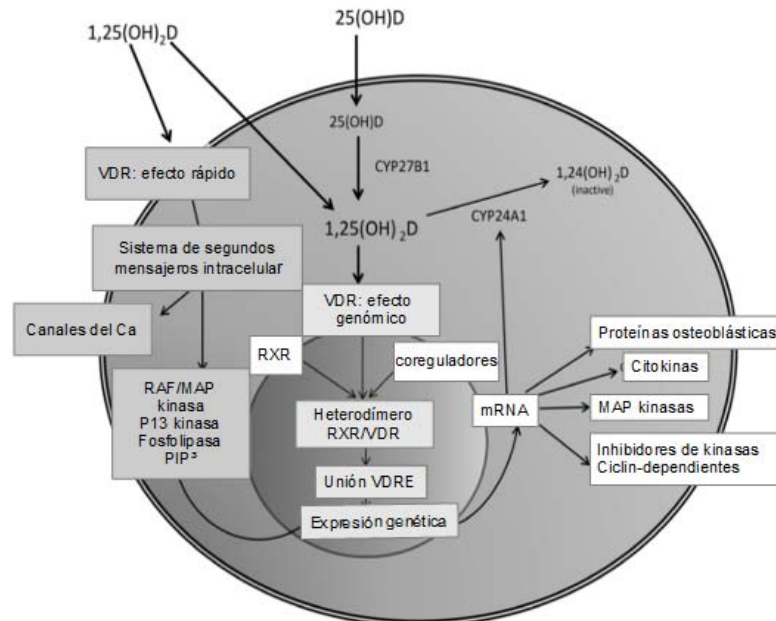 1,25(OH)₂D
25(OH)D
25(OH)D
CYP27B1
VDR: efecto rápido
1,24(OH)₂D
(inactive)
CYP24A1
1,25(OH)₂D
Sistema de segundos
mensajeros intracelular
VDR: efecto
genómico
Canales del Ca
Proteínas osteoblásticas
RXR
coreguladores
Citokinas
RAF/MAP
kinasa
P13 kinasa
Fosfolipasa
PIP³
Heterodímero
RXR/VDR
mRNA
MAP kinasas
Inhibidores de kinasas
Ciclin-dependientes
Unión VDRE
Expresión genética